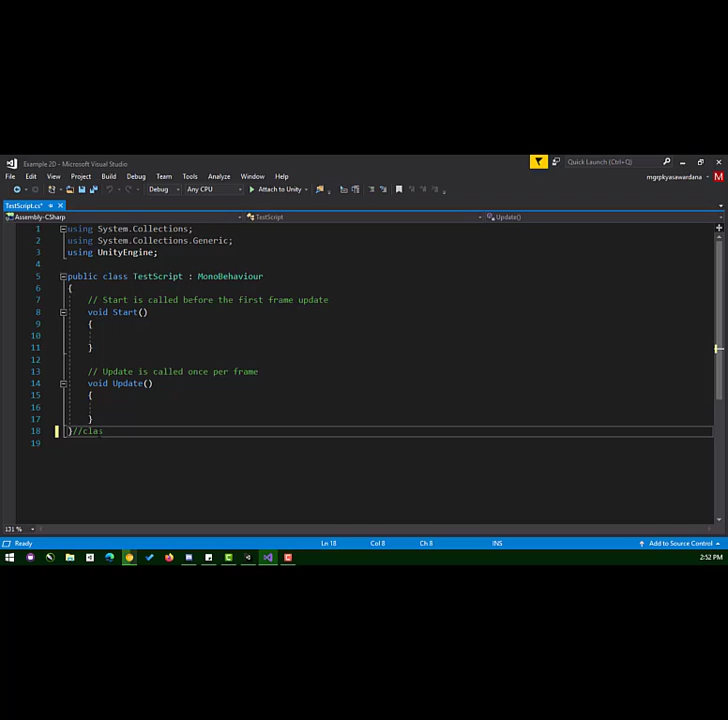 Example 2D - Microsoft Visual Studio
Quick Launch (Ctrl+Q)
File Edit View Project Build Debug Team Tools Analyze Window Help
mgrpkyasawardana M
Debug Any CPU Attach to Unity
TestScript.cs*
Assembly-CSharp TestScript Update()
1 using System.Collections;
2 using System.Collections.Generic;
3 using UnityEngine;
4
5 public class TestScript : MonoBehaviour
6 {
7 // Start is called before the first frame update
8 void Start()
9 {
10
11 }
12
13 // Update is called once per frame
14 void Update()
15 {
16
17 }
18 }//clas
19
131 %
Ready Ln 18 Col 8 Ch 8 INS Add to Source Control
2:52 PM